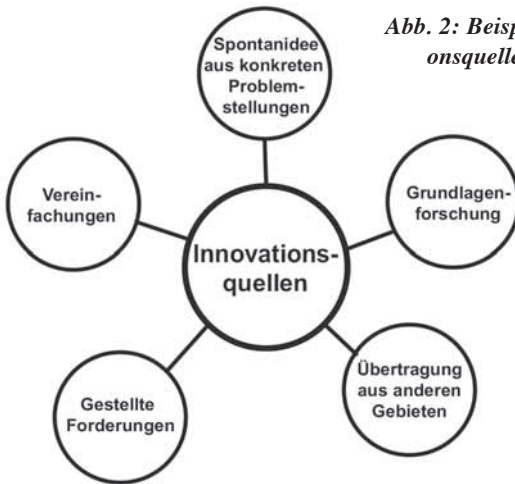 Abb. 2: Beisp
onsquelle
Spontanidee
aus konkreten
Problem-
stellungen
Verein-
fachungen
Grundlagen-
forschung
Innovations-
quellen
Gestellte
Forderungen
Übertragung
aus anderen
Gebieten